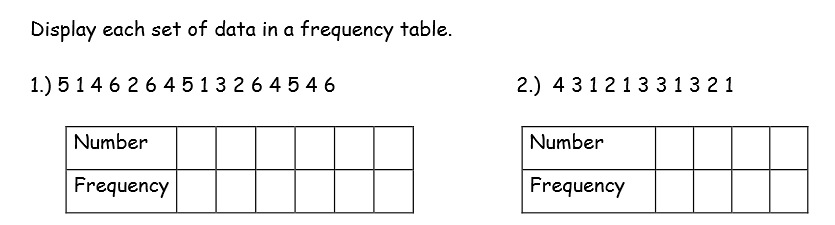 Display each set of data in a frequency table.
1.) 5 1 4 6 2 6 4 5 1 3 2 6 4 5 4 6
2.) 4 3 1 2 1 3 3 1 3 2 1
Number
Frequency
Number
Frequency